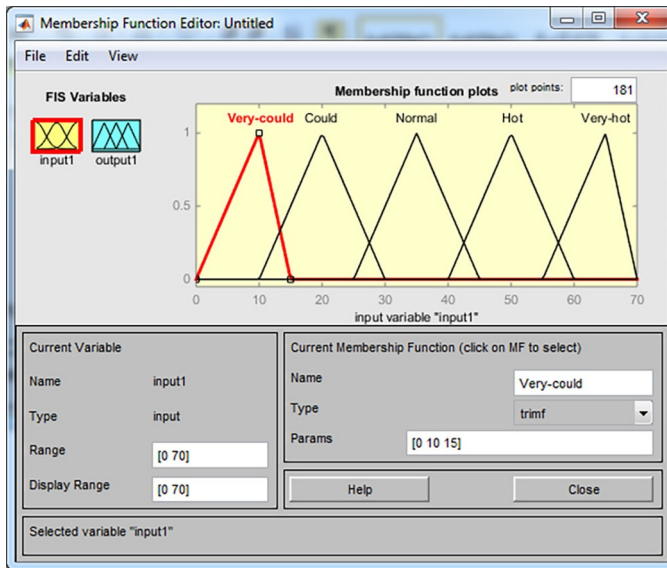 Membership Function Editor: Untitled
File Edit View
FIS Variables
input1 output1
Membership function plots plot points: 181
Very-could Could Normal Hot Very-hot
1
0.5
0
0 10 20 30 40 50 60 70
input variable "input1"
Current Variable
Name input1
Type input
Range [0 70]
Display Range [0 70]
Current Membership Function (click on MF to select)
Name Very-could
Type trimf
Params [0 10 15]
Help Close
Selected variable "input1"